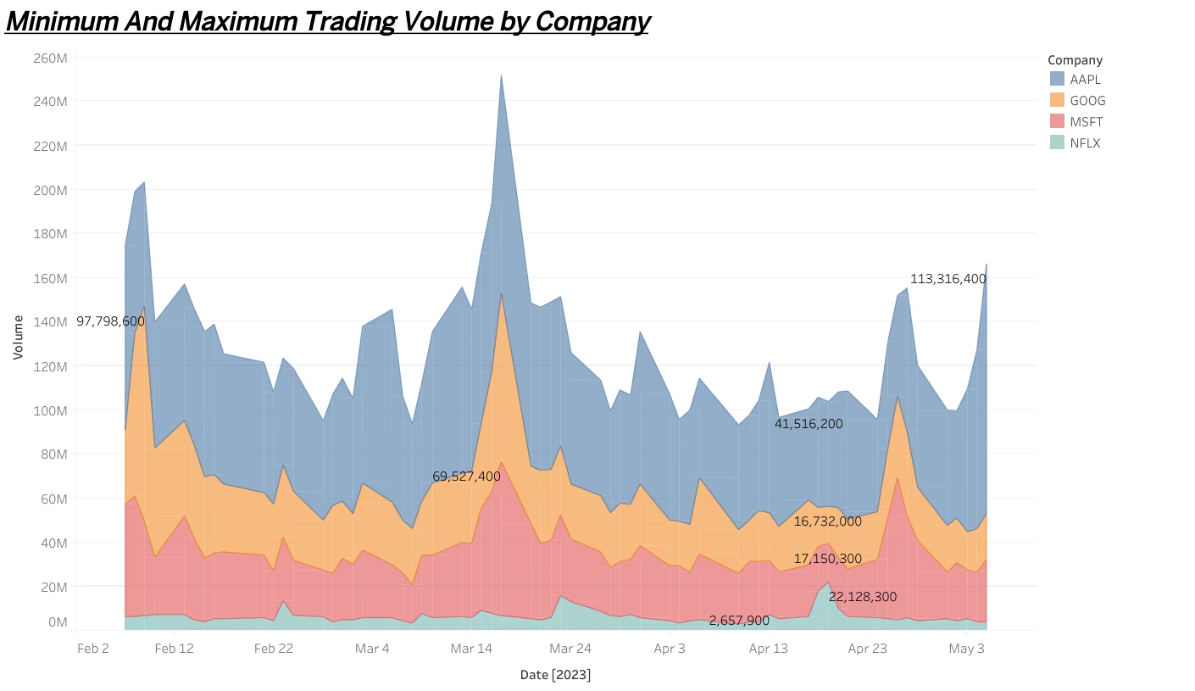 Minimum And Maximum Trading Volume by Company
260M
240M
220M
200M
180M
160M
140M
120M
100M
80M
60M
40M
20M
0M
Volume
97,798,600
69,527,400
113,316,400
41,516,200
16,732,000
17,150,300
22,128,300
2,657,900
Feb 2
Feb 12
Feb 22
Mar 4
Mar 14
Mar 24
Apr 3
Apr 13
Apr 23
May 3
Date [2023]
Company
AAPL
GOOG
MSFT
NFLX